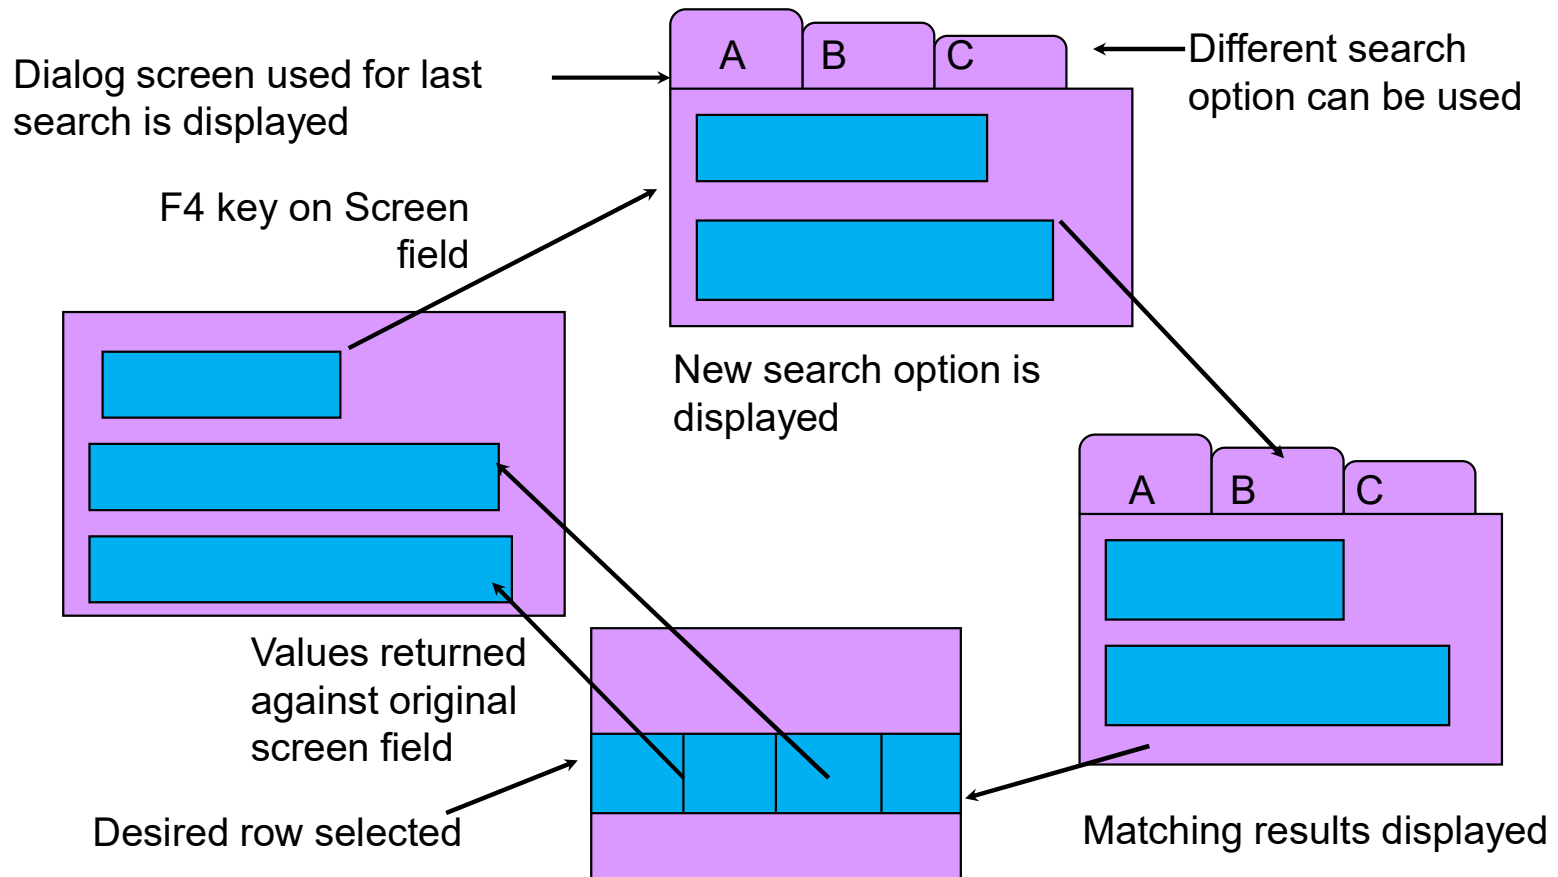 A
B
C
Different search
option can be used
Dialog screen used for last
search is displayed
F4 key on Screen
field
New search option is
displayed
A
B
C
Values returned
against original
screen field
Desired row selected
Matching results displayed